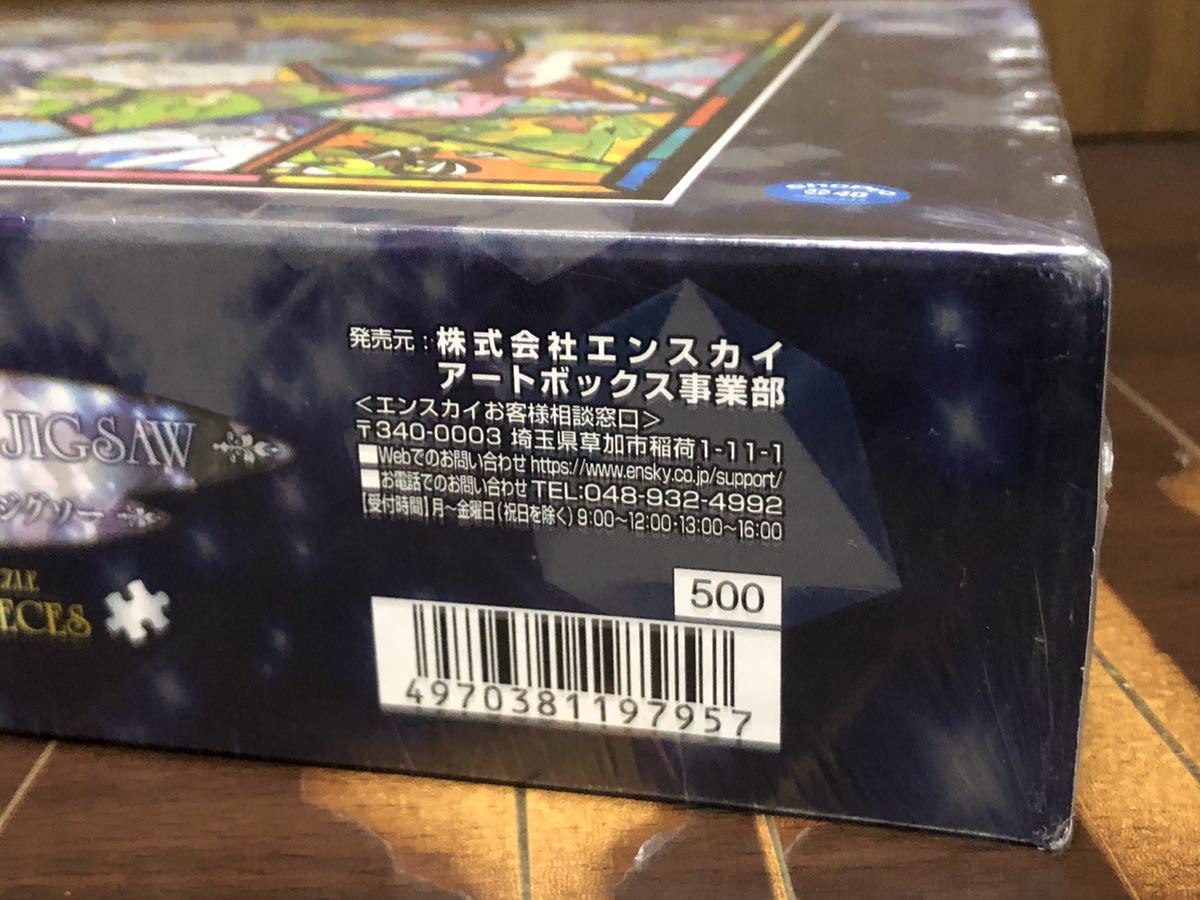 ShoPro
40
発売元:株式会社エンスカイ
アートボックス事業部
<エンスカイお客様相談窓口>
〒340-0003 埼玉県草加市稲荷1-11-1
■Webでのお問い合わせ https://www.ensky.co.jp/support/
■お電話でのお問い合わせ TEL:048-932-4992
【受付時間】月~金曜日(祝日を除く) 9:00~12:00・13:00~16:00
JIGSAW
ジグソー
ZZLE
IECES
500
4970381197957